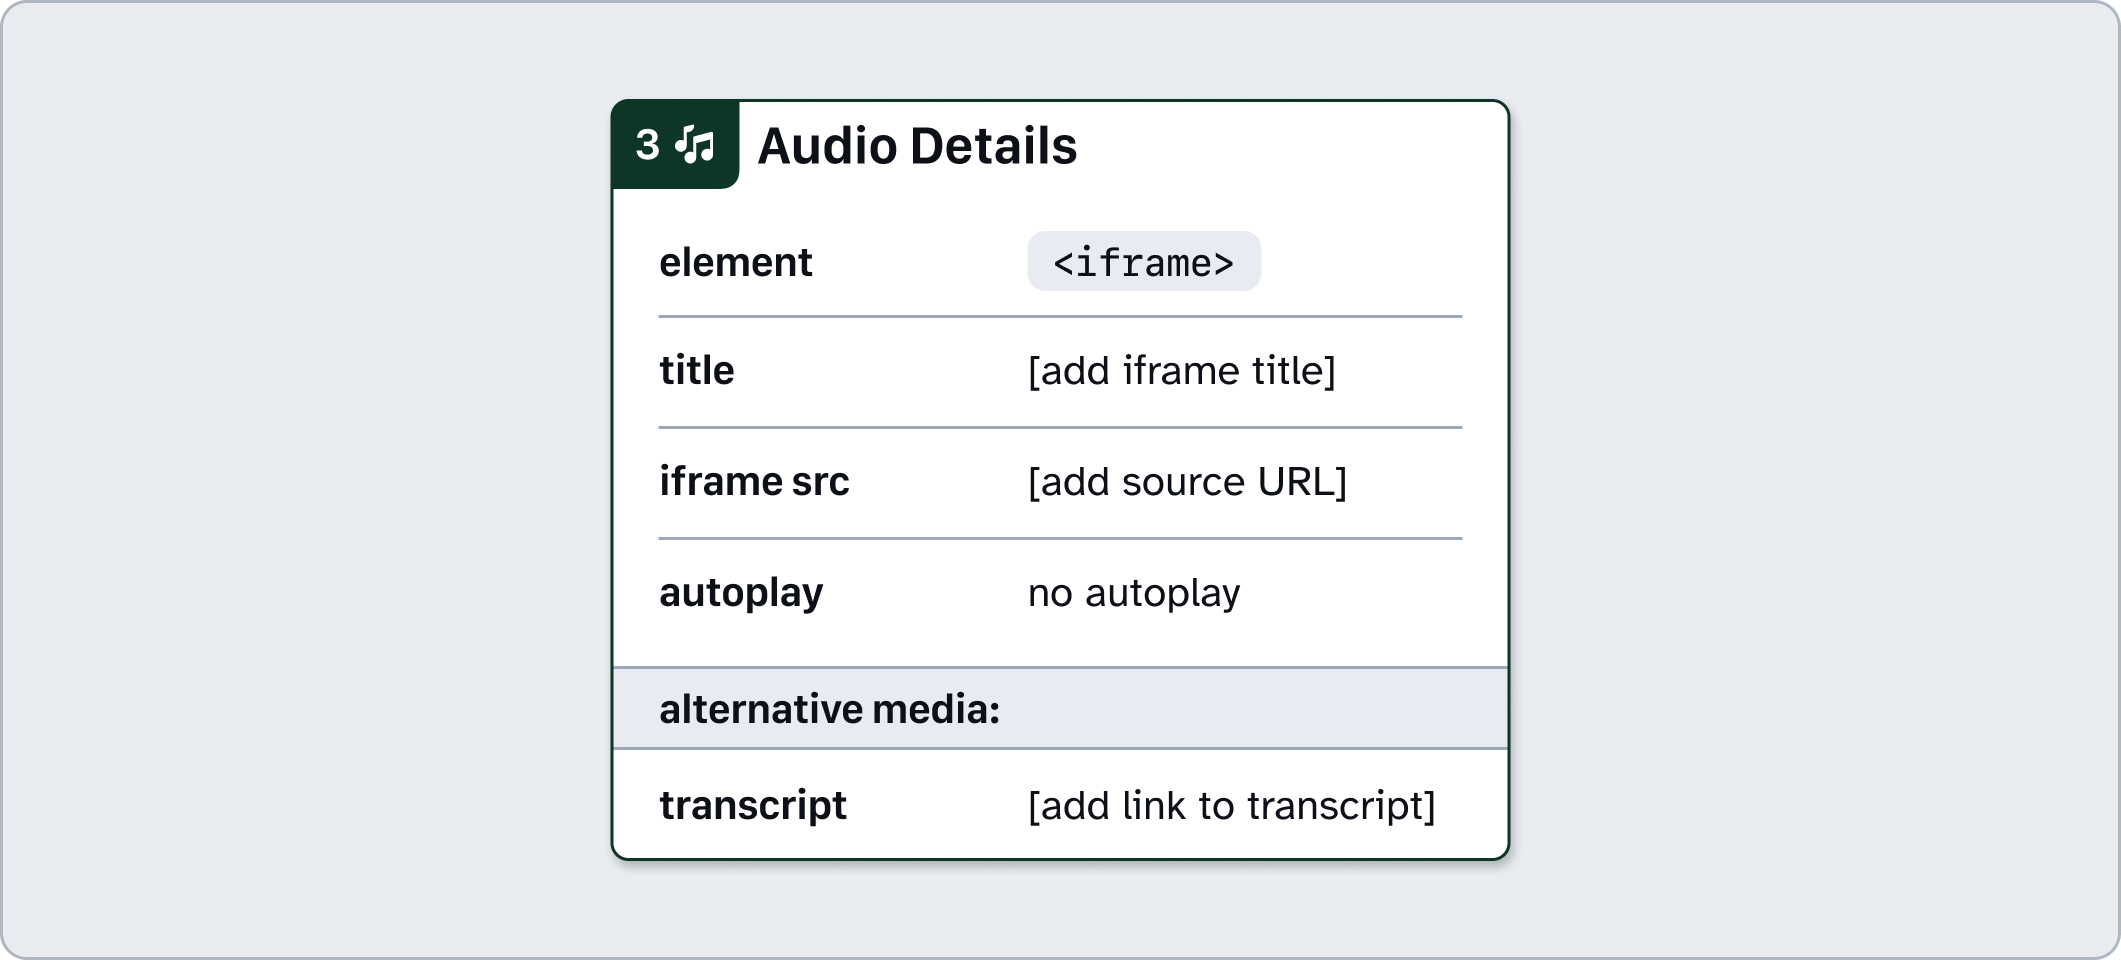 3 Audio Details
element <iframe>
title [add iframe title]
iframe src [add source URL]
autoplay no autoplay
alternative media:
transcript [add link to transcript]